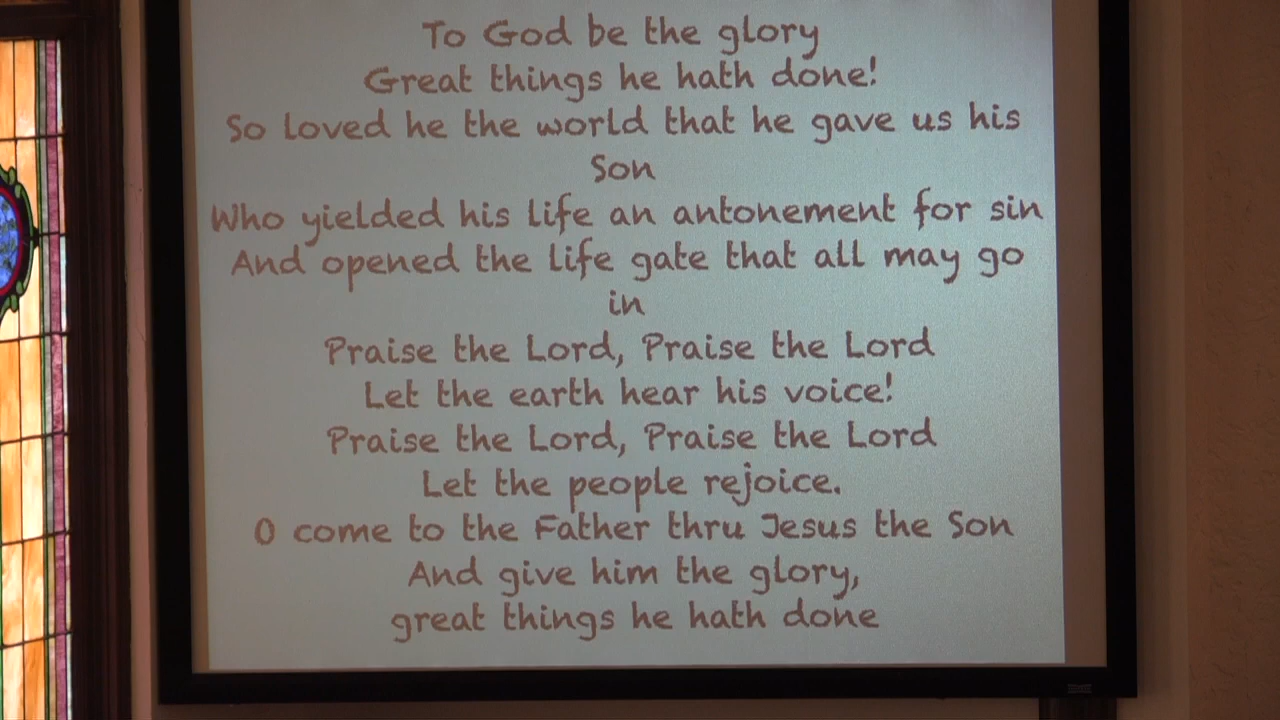 To God be the glory
Great things he hath done!
So loved he the world that he gave us his
Son
Who yielded his life an antonement for sin
And opened the life gate that all may go
in
Praise the Lord, Praise the Lord
Let the earth hear his voice!
Praise the Lord, Praise the Lord
Let the people rejoice.
O come to the Father thru Jesus the Son
And give him the glory,
great things he hath done